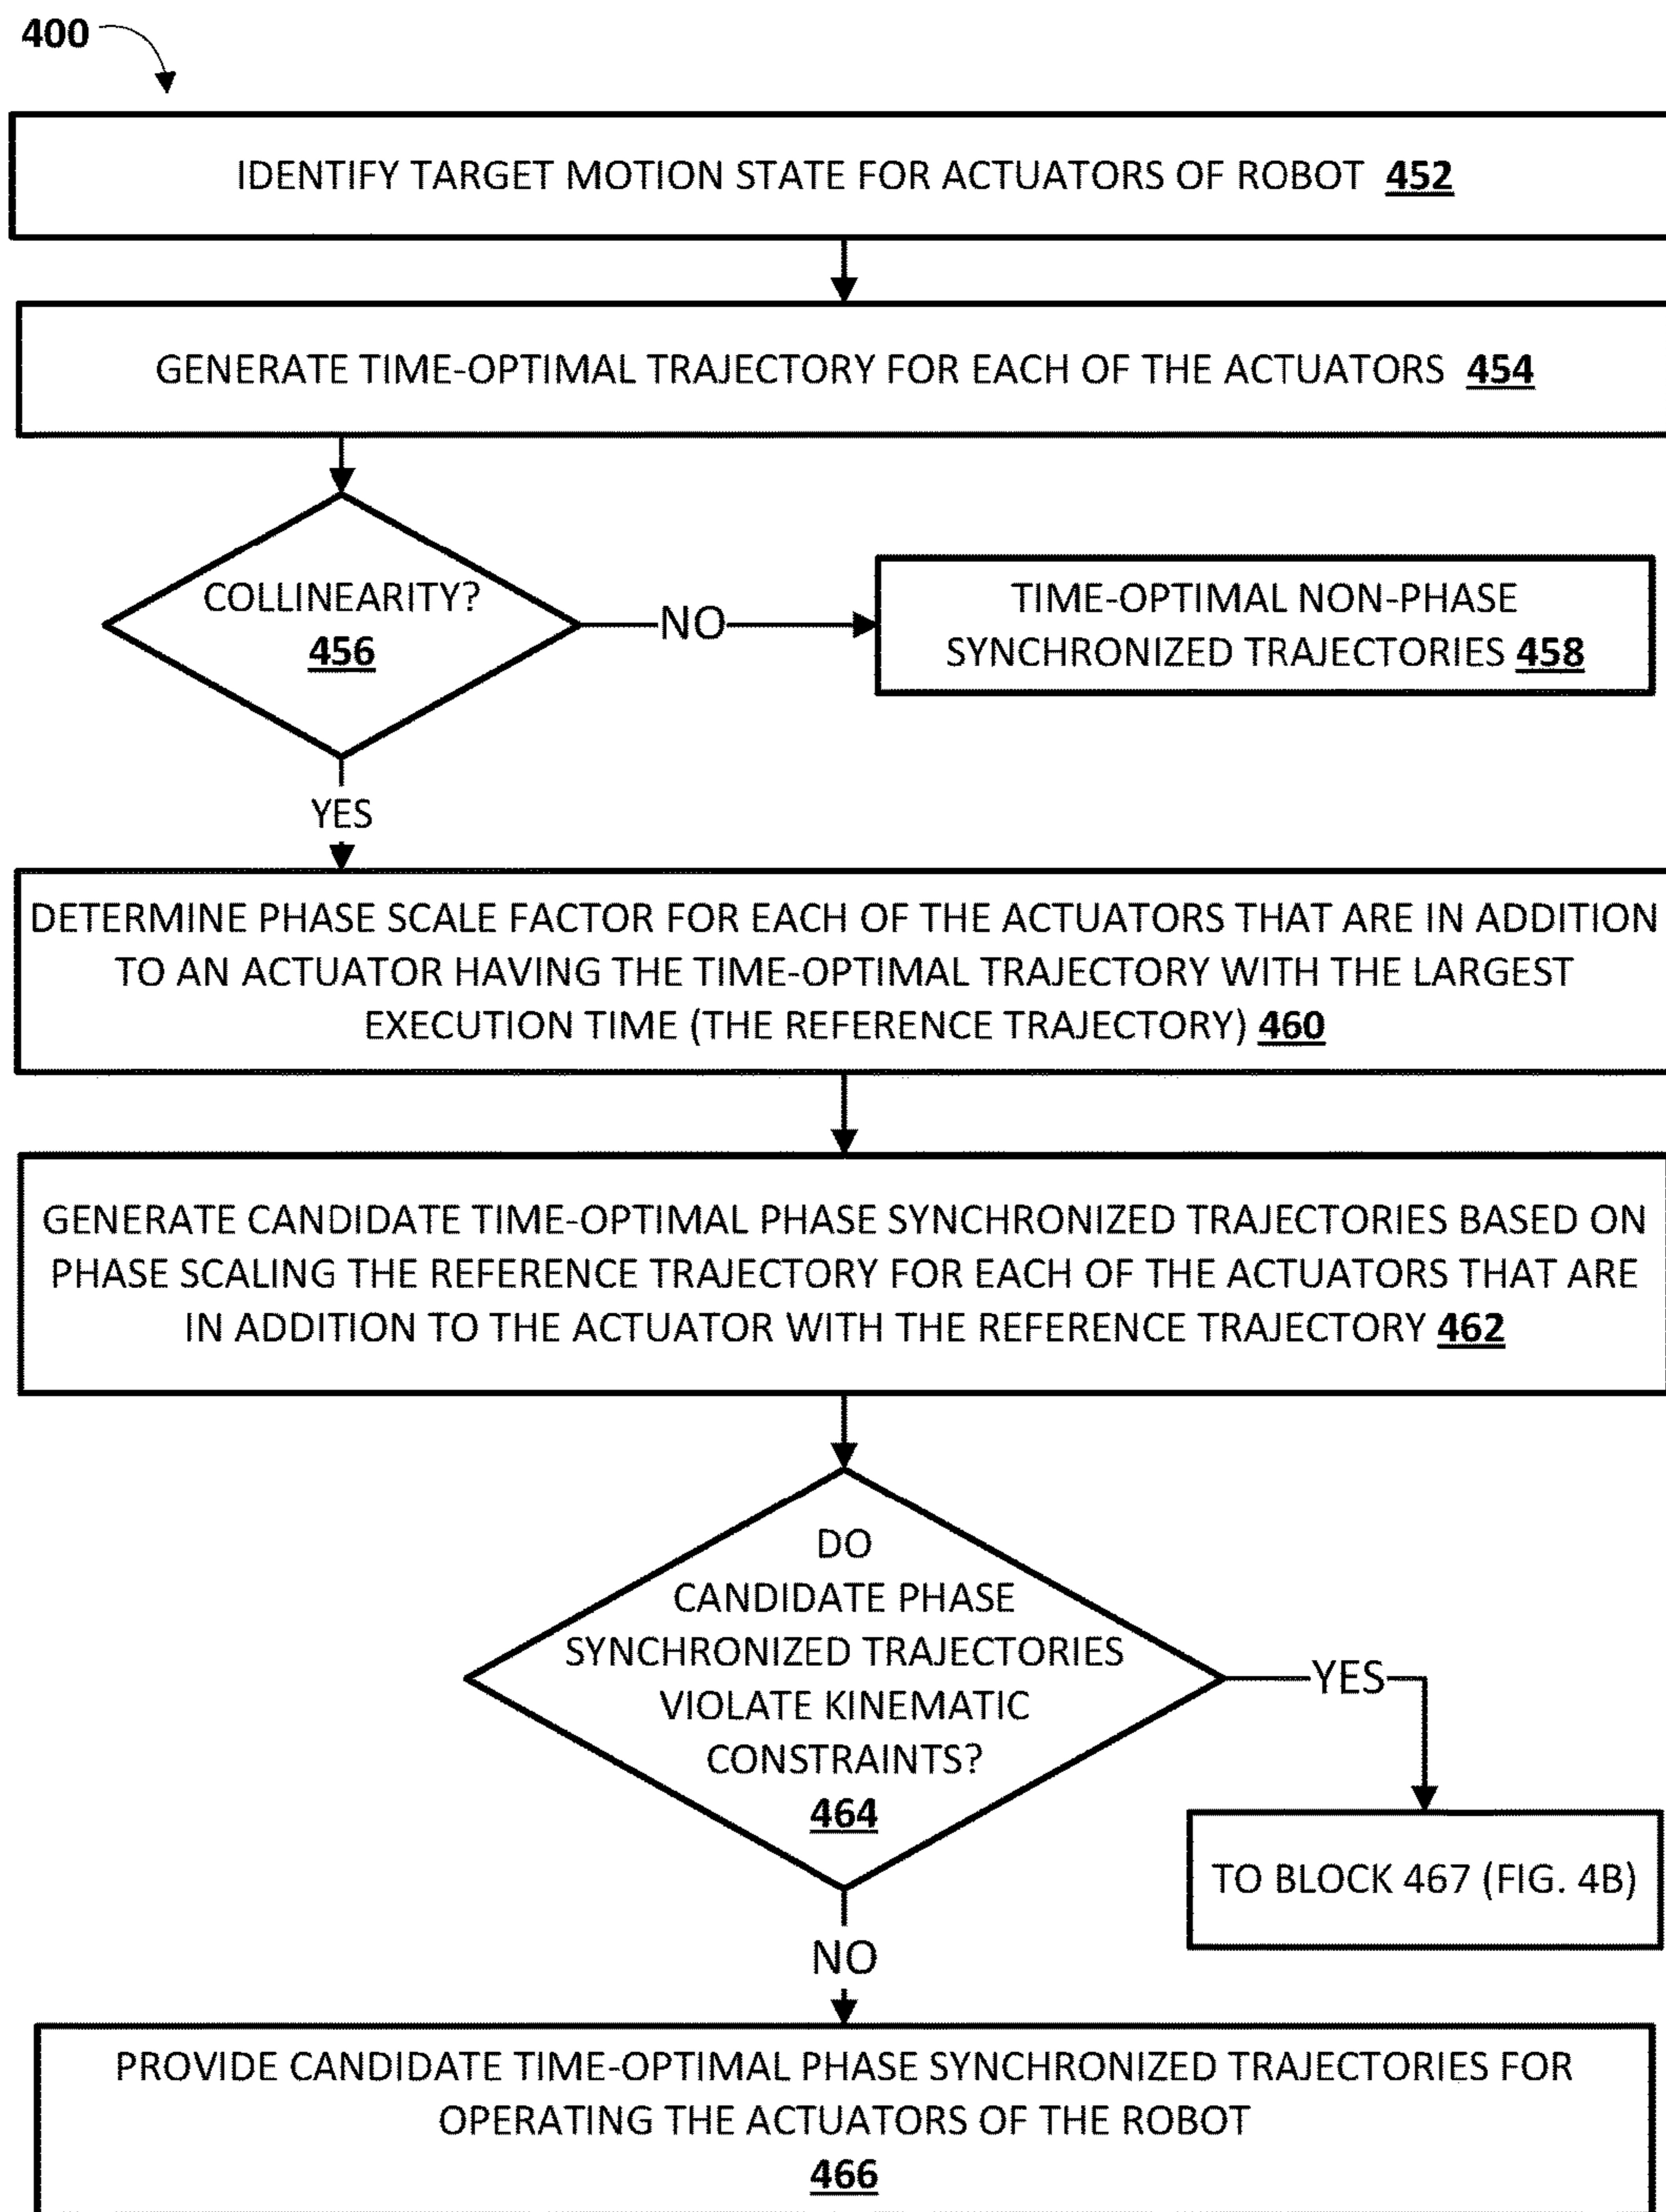 400
IDENTIFY TARGET MOTION STATE FOR ACTUATORS OF ROBOT 452
GENERATE TIME-OPTIMAL TRAJECTORY FOR EACH OF THE ACTUATORS 454
COLLINEARITY?
456
NO
TIME-OPTIMAL NON-PHASE
SYNCHRONIZED TRAJECTORIES 458
YES
DETERMINE PHASE SCALE FACTOR FOR EACH OF THE ACTUATORS THAT ARE IN ADDITION
TO AN ACTUATOR HAVING THE TIME-OPTIMAL TRAJECTORY WITH THE LARGEST
EXECUTION TIME (THE REFERENCE TRAJECTORY) 460
GENERATE CANDIDATE TIME-OPTIMAL PHASE SYNCHRONIZED TRAJECTORIES BASED ON
PHASE SCALING THE REFERENCE TRAJECTORY FOR EACH OF THE ACTUATORS THAT ARE
IN ADDITION TO THE ACTUATOR WITH THE REFERENCE TRAJECTORY 462
DO
CANDIDATE PHASE
SYNCHRONIZED TRAJECTORIES
VIOLATE KINEMATIC
CONSTRAINTS?
464
YES
TO BLOCK 467 (FIG. 4B)
NO
PROVIDE CANDIDATE TIME-OPTIMAL PHASE SYNCHRONIZED TRAJECTORIES FOR
OPERATING THE ACTUATORS OF THE ROBOT
466